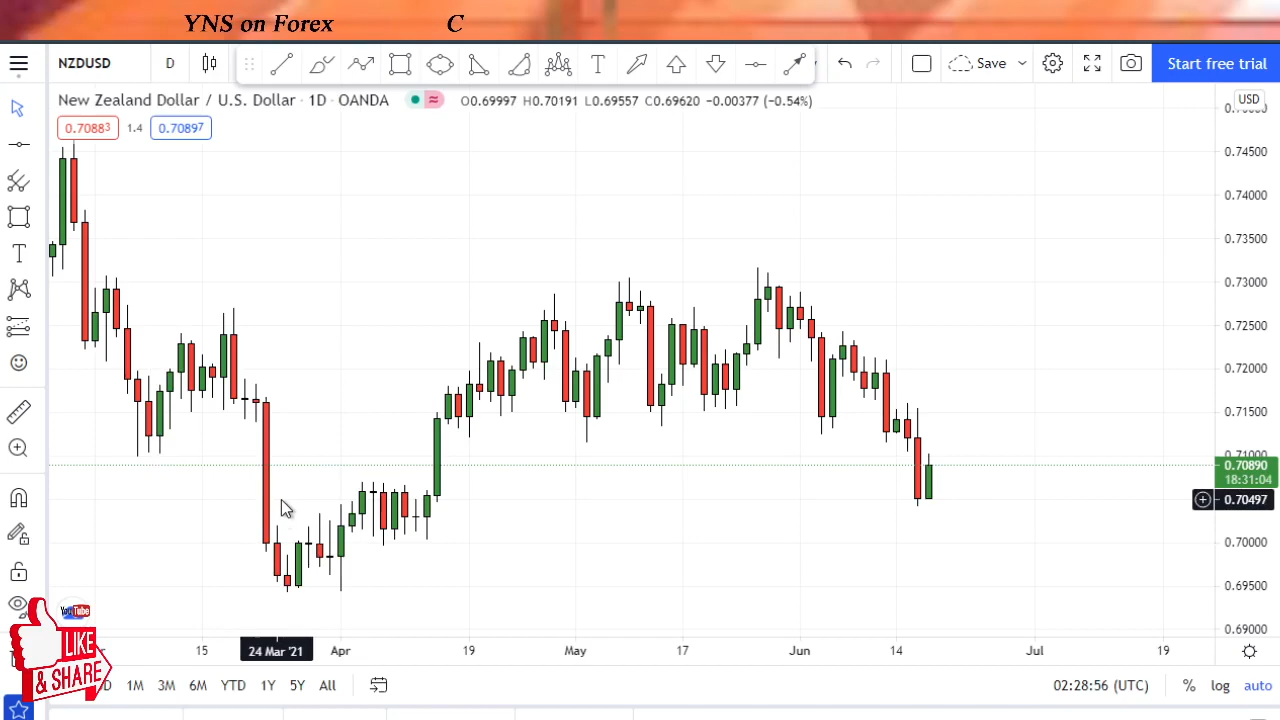 YNS on Forex C
NZDUSD D T Save Start free trial
New Zealand Dollar / U.S. Dollar · 1D · OANDA ≈ O0.69997 H0.70191 L0.69557 C0.69620 −0.00377 (−0.54%) USD
0.70883 1.4 0.70897
0.74500
0.74000
0.73500
0.73000
0.72500
0.72000
0.71500
0.71000
0.70890
18:31:04
0.70497
0.70000
0.69500
0.69000
YouTube
LIKE
& SHARE
15 24 Mar '21 Apr 19 May 17 Jun 14 Jul 19
D 1M 3M 6M YTD 1Y 5Y All 02:28:56 (UTC) % log auto